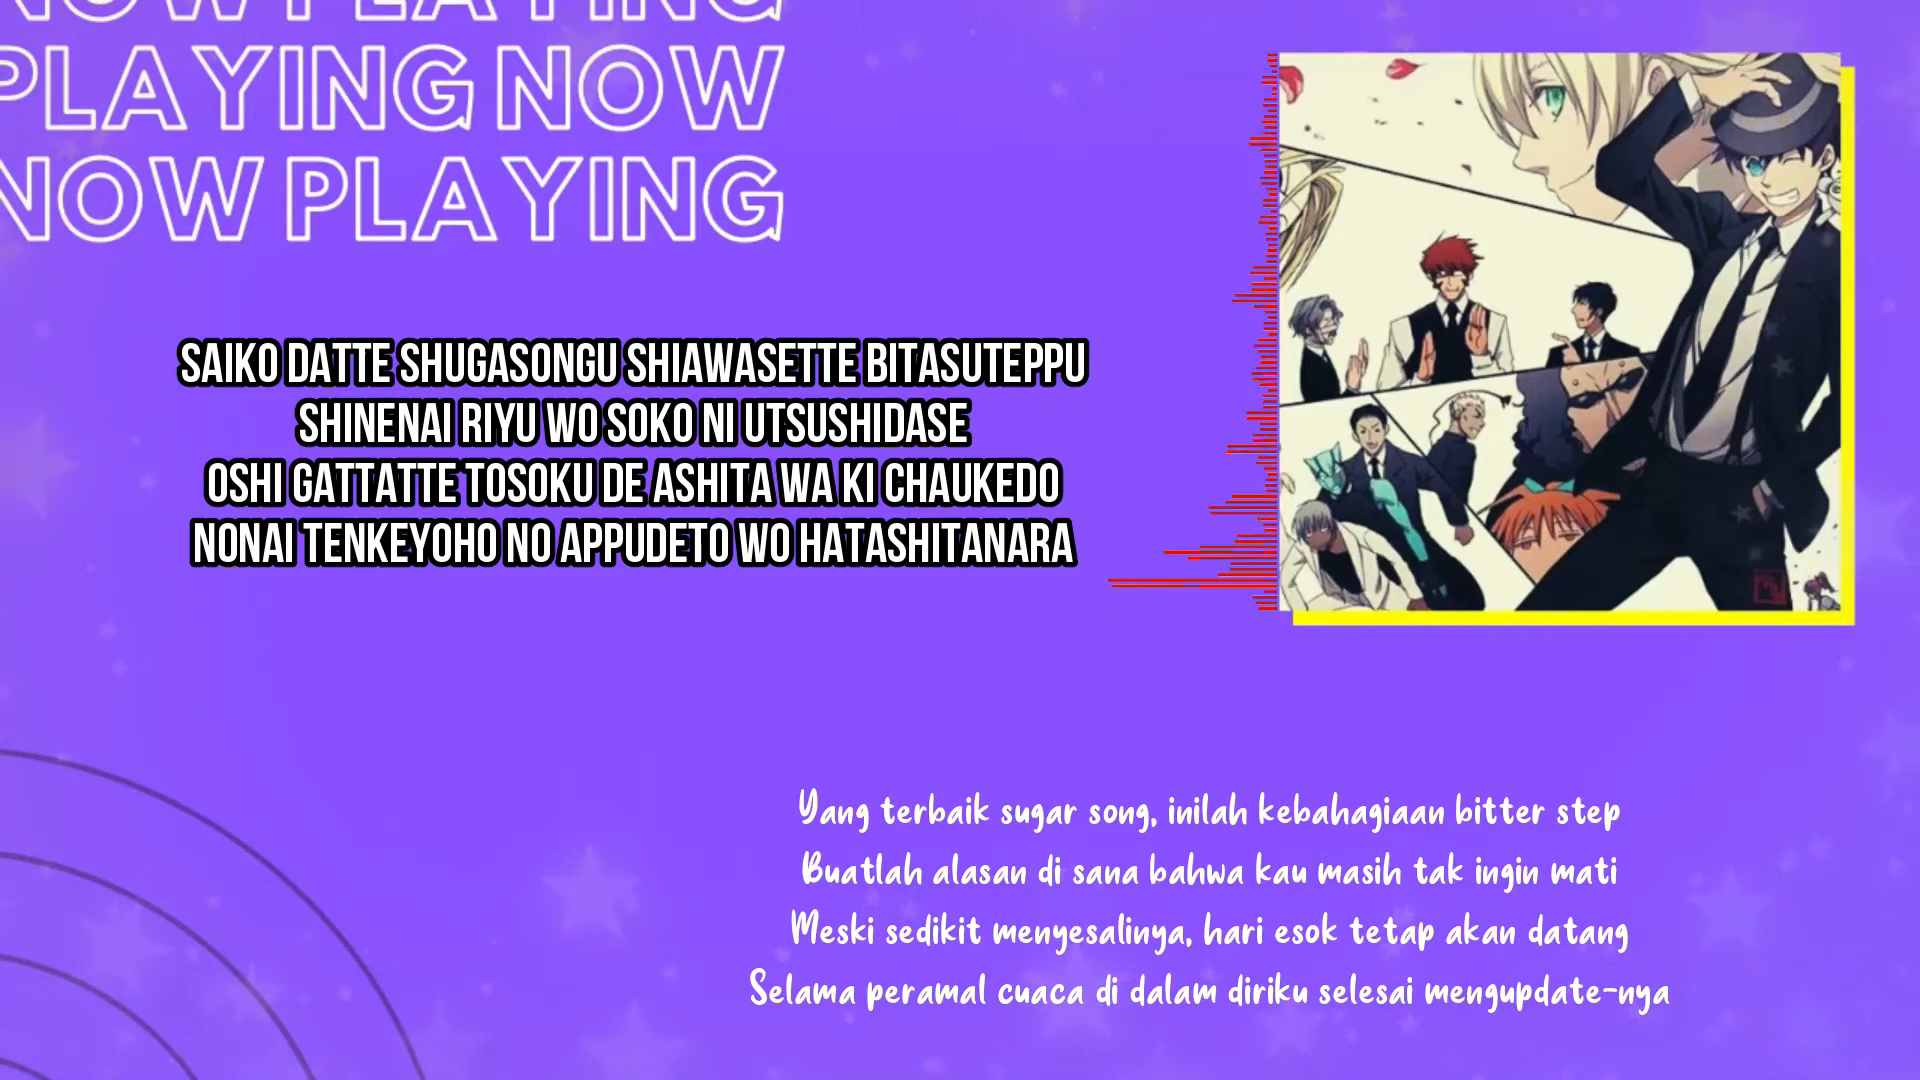 NOW PLAYING
PLAYING NOW
NOW PLAYING
SAIKO DATTE SHUGASONGU SHIAWASETTE BITASUTEPPU
SHINENAI RIYU WO SOKO NI UTSUSHIDASE
OSHI GATTATTE TOSOKU DE ASHITA WA KI CHAUKEDO
NONAI TENKEYOHO NO APPUDETO WO HATASHITANARA
Yang terbaik sugar song, inilah kebahagiaan bitter step
Buatlah alasan di sana bahwa kau masih tak ingin mati
Meski sedikit menyesalinya, hari esok tetap akan datang
Selama peramal cuaca di dalam diriku selesai mengupdate-nya